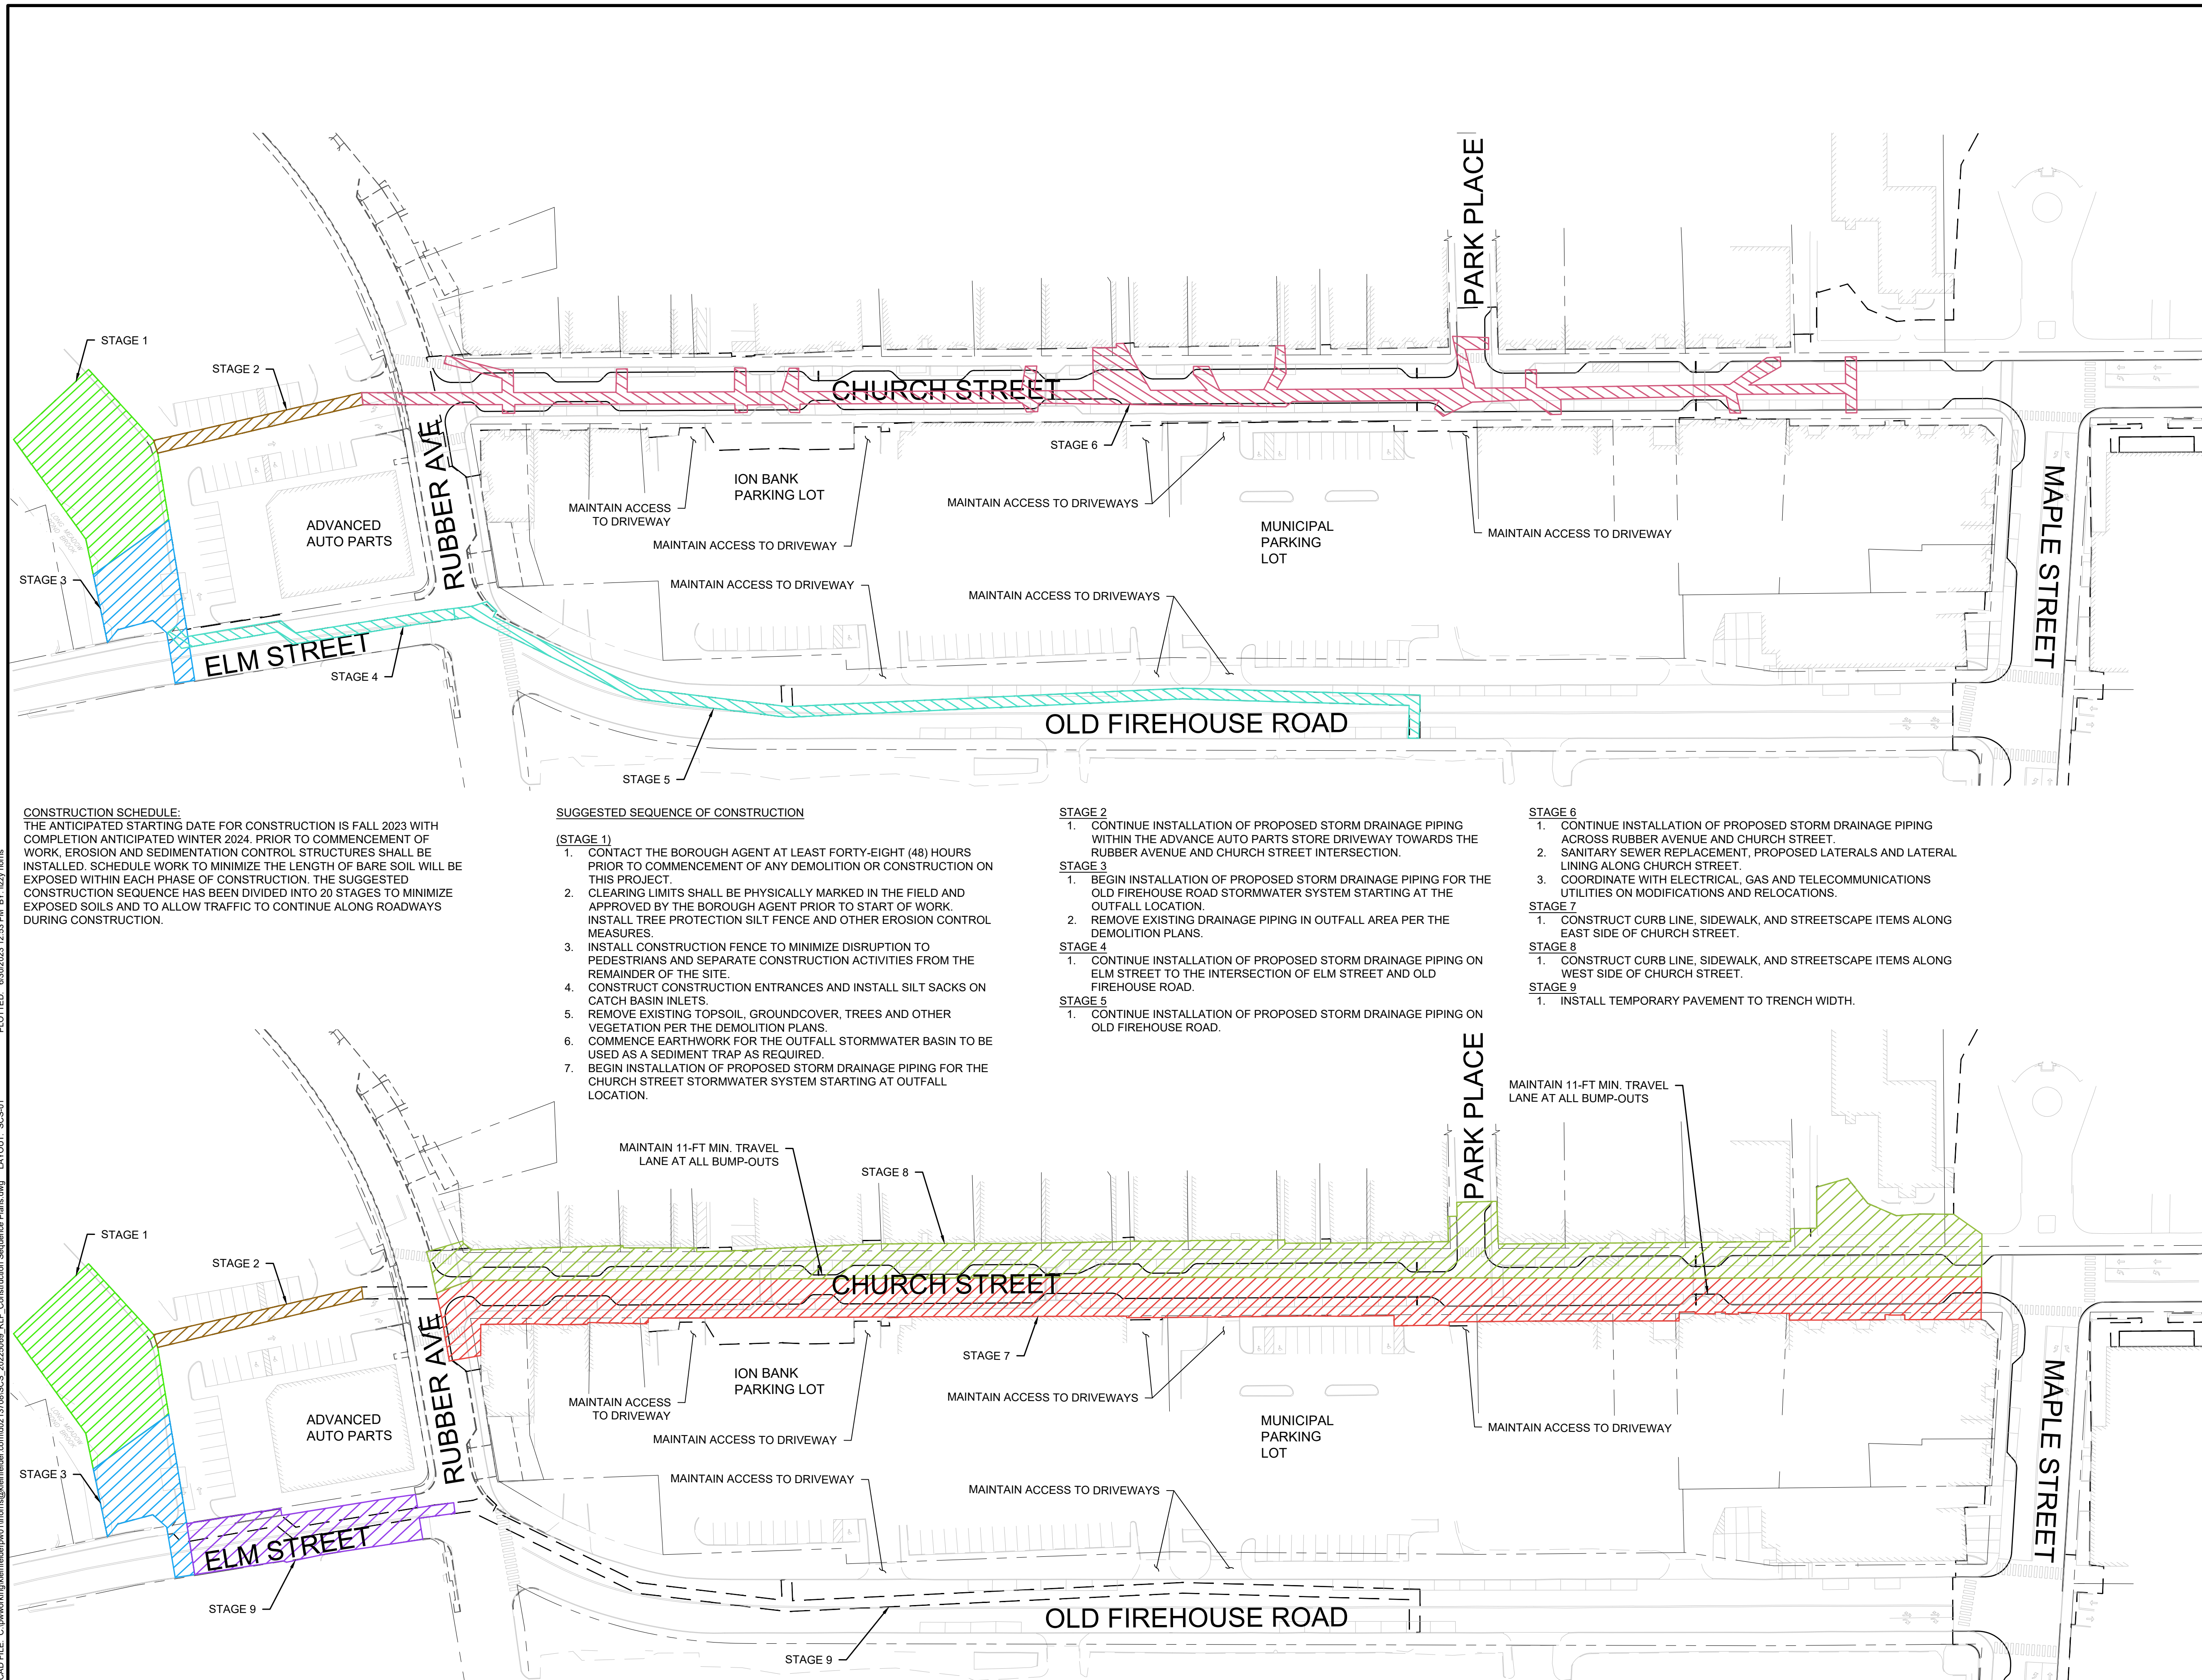 PARK PLACE
STAGE 1
STAGE 2
CHURCH STREET
STAGE 6
RUBBER AVE
ION BANK
PARKING LOT
MAINTAIN ACCESS
TO DRIVEWAY
MAINTAIN ACCESS TO DRIVEWAYS
MAINTAIN ACCESS TO DRIVEWAY
MUNICIPAL
PARKING
LOT
MAINTAIN ACCESS TO DRIVEWAY
MAPLE STREET
ADVANCED
AUTO PARTS
LONG MEADOW
POND BROOK
STAGE 3
MAINTAIN ACCESS TO DRIVEWAY
MAINTAIN ACCESS TO DRIVEWAYS
ELM STREET
STAGE 4
OLD FIREHOUSE ROAD
STAGE 5
CONSTRUCTION SCHEDULE:
THE ANTICIPATED STARTING DATE FOR CONSTRUCTION IS FALL 2023 WITH
COMPLETION ANTICIPATED WINTER 2024. PRIOR TO COMMENCEMENT OF
WORK, EROSION AND SEDIMENTATION CONTROL STRUCTURES SHALL BE
INSTALLED. SCHEDULE WORK TO MINIMIZE THE LENGTH OF BARE SOIL WILL BE
EXPOSED WITHIN EACH PHASE OF CONSTRUCTION. THE SUGGESTED
CONSTRUCTION SEQUENCE HAS BEEN DIVIDED INTO 20 STAGES TO MINIMIZE
EXPOSED SOILS AND TO ALLOW TRAFFIC TO CONTINUE ALONG ROADWAYS
DURING CONSTRUCTION.
SUGGESTED SEQUENCE OF CONSTRUCTION
(STAGE 1)
1. CONTACT THE BOROUGH AGENT AT LEAST FORTY-EIGHT (48) HOURS
PRIOR TO COMMENCEMENT OF ANY DEMOLITION OR CONSTRUCTION ON
THIS PROJECT.
2. CLEARING LIMITS SHALL BE PHYSICALLY MARKED IN THE FIELD AND
APPROVED BY THE BOROUGH AGENT PRIOR TO START OF WORK.
INSTALL TREE PROTECTION SILT FENCE AND OTHER EROSION CONTROL
MEASURES.
3. INSTALL CONSTRUCTION FENCE TO MINIMIZE DISRUPTION TO
PEDESTRIANS AND SEPARATE CONSTRUCTION ACTIVITIES FROM THE
REMAINDER OF THE SITE.
4. CONSTRUCT CONSTRUCTION ENTRANCES AND INSTALL SILT SACKS ON
CATCH BASIN INLETS.
5. REMOVE EXISTING TOPSOIL, GROUNDCOVER, TREES AND OTHER
VEGETATION PER THE DEMOLITION PLANS.
6. COMMENCE EARTHWORK FOR THE OUTFALL STORMWATER BASIN TO BE
USED AS A SEDIMENT TRAP AS REQUIRED.
7. BEGIN INSTALLATION OF PROPOSED STORM DRAINAGE PIPING FOR THE
CHURCH STREET STORMWATER SYSTEM STARTING AT OUTFALL
LOCATION.
STAGE 2
1. CONTINUE INSTALLATION OF PROPOSED STORM DRAINAGE PIPING
WITHIN THE ADVANCE AUTO PARTS STORE DRIVEWAY TOWARDS THE
RUBBER AVENUE AND CHURCH STREET INTERSECTION.
STAGE 3
1. BEGIN INSTALLATION OF PROPOSED STORM DRAINAGE PIPING FOR THE
OLD FIREHOUSE ROAD STORMWATER SYSTEM STARTING AT THE
OUTFALL LOCATION.
2. REMOVE EXISTING DRAINAGE PIPING IN OUTFALL AREA PER THE
DEMOLITION PLANS.
STAGE 4
1. CONTINUE INSTALLATION OF PROPOSED STORM DRAINAGE PIPING ON
ELM STREET TO THE INTERSECTION OF ELM STREET AND OLD
FIREHOUSE ROAD.
STAGE 5
1. CONTINUE INSTALLATION OF PROPOSED STORM DRAINAGE PIPING ON
OLD FIREHOUSE ROAD.
STAGE 6
1. CONTINUE INSTALLATION OF PROPOSED STORM DRAINAGE PIPING
ACROSS RUBBER AVENUE AND CHURCH STREET.
2. SANITARY SEWER REPLACEMENT, PROPOSED LATERALS AND LATERAL
LINING ALONG CHURCH STREET.
3. COORDINATE WITH ELECTRICAL, GAS AND TELECOMMUNICATIONS
UTILITIES ON MODIFICATIONS AND RELOCATIONS.
STAGE 7
1. CONSTRUCT CURB LINE, SIDEWALK, AND STREETSCAPE ITEMS ALONG
EAST SIDE OF CHURCH STREET.
STAGE 8
1. CONSTRUCT CURB LINE, SIDEWALK, AND STREETSCAPE ITEMS ALONG
WEST SIDE OF CHURCH STREET.
STAGE 9
1. INSTALL TEMPORARY PAVEMENT TO TRENCH WIDTH.
PARK PLACE
MAINTAIN 11-FT MIN. TRAVEL
LANE AT ALL BUMP-OUTS
MAINTAIN 11-FT MIN. TRAVEL
LANE AT ALL BUMP-OUTS
STAGE 8
STAGE 1
STAGE 2
CHURCH STREET
STAGE 7
RUBBER AVE
ION BANK
PARKING LOT
MAINTAIN ACCESS
TO DRIVEWAY
MAINTAIN ACCESS TO DRIVEWAYS
MAINTAIN ACCESS TO DRIVEWAY
MUNICIPAL
PARKING
LOT
MAINTAIN ACCESS TO DRIVEWAY
MAPLE STREET
ADVANCED
AUTO PARTS
LONG MEADOW
POND BROOK
STAGE 3
MAINTAIN ACCESS TO DRIVEWAY
MAINTAIN ACCESS TO DRIVEWAYS
ELM STREET
STAGE 9
OLD FIREHOUSE ROAD
STAGE 9